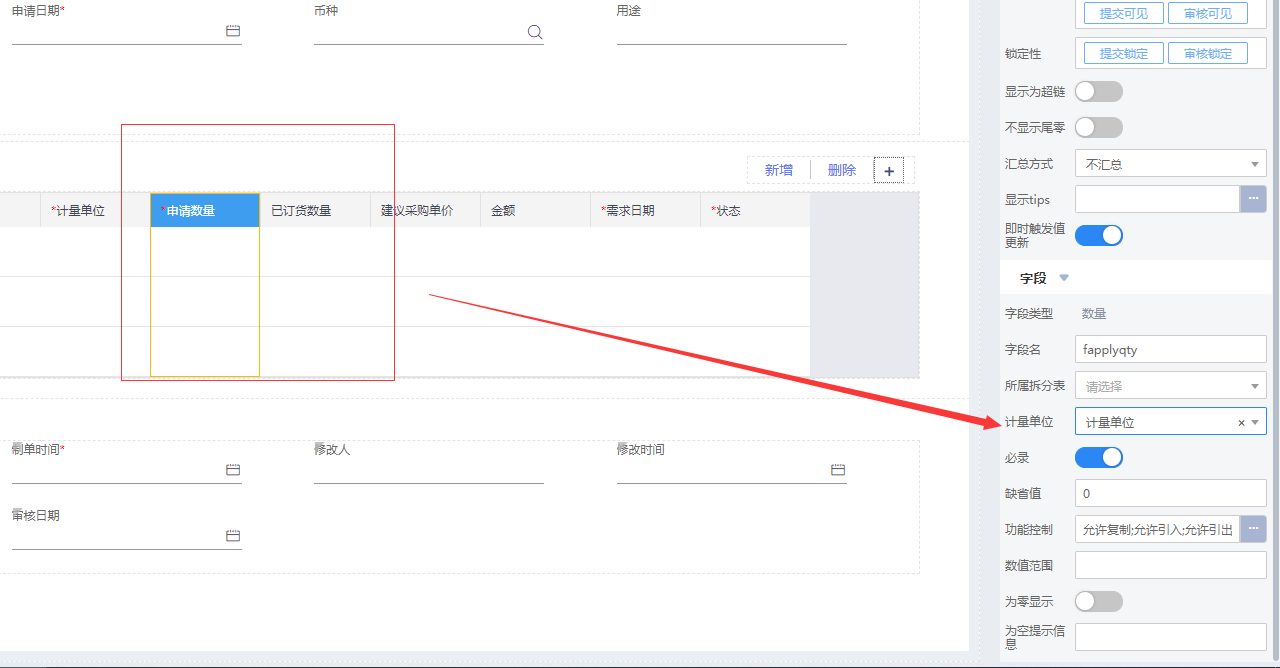 申请日期*
币种
用途
新增
删除
+
*计量单位
*申请数量
已订货数量
建议采购单价
金额
*需求日期
*状态
制单时间*
修改人
修改时间
审核日期
提交可见
审核可见
锁定性
提交锁定
审核锁定
显示为超链
不显示尾零
汇总方式
不汇总
显示tips
···
即时触发值
更新
字段
字段类型
数量
字段名
fapplyqty
所属拆分表
请选择
计量单位
计量单位
×
必录
缺省值
0
功能控制
允许复制;允许引入;允许引出
···
数值范围
为零显示
为空提示信
息